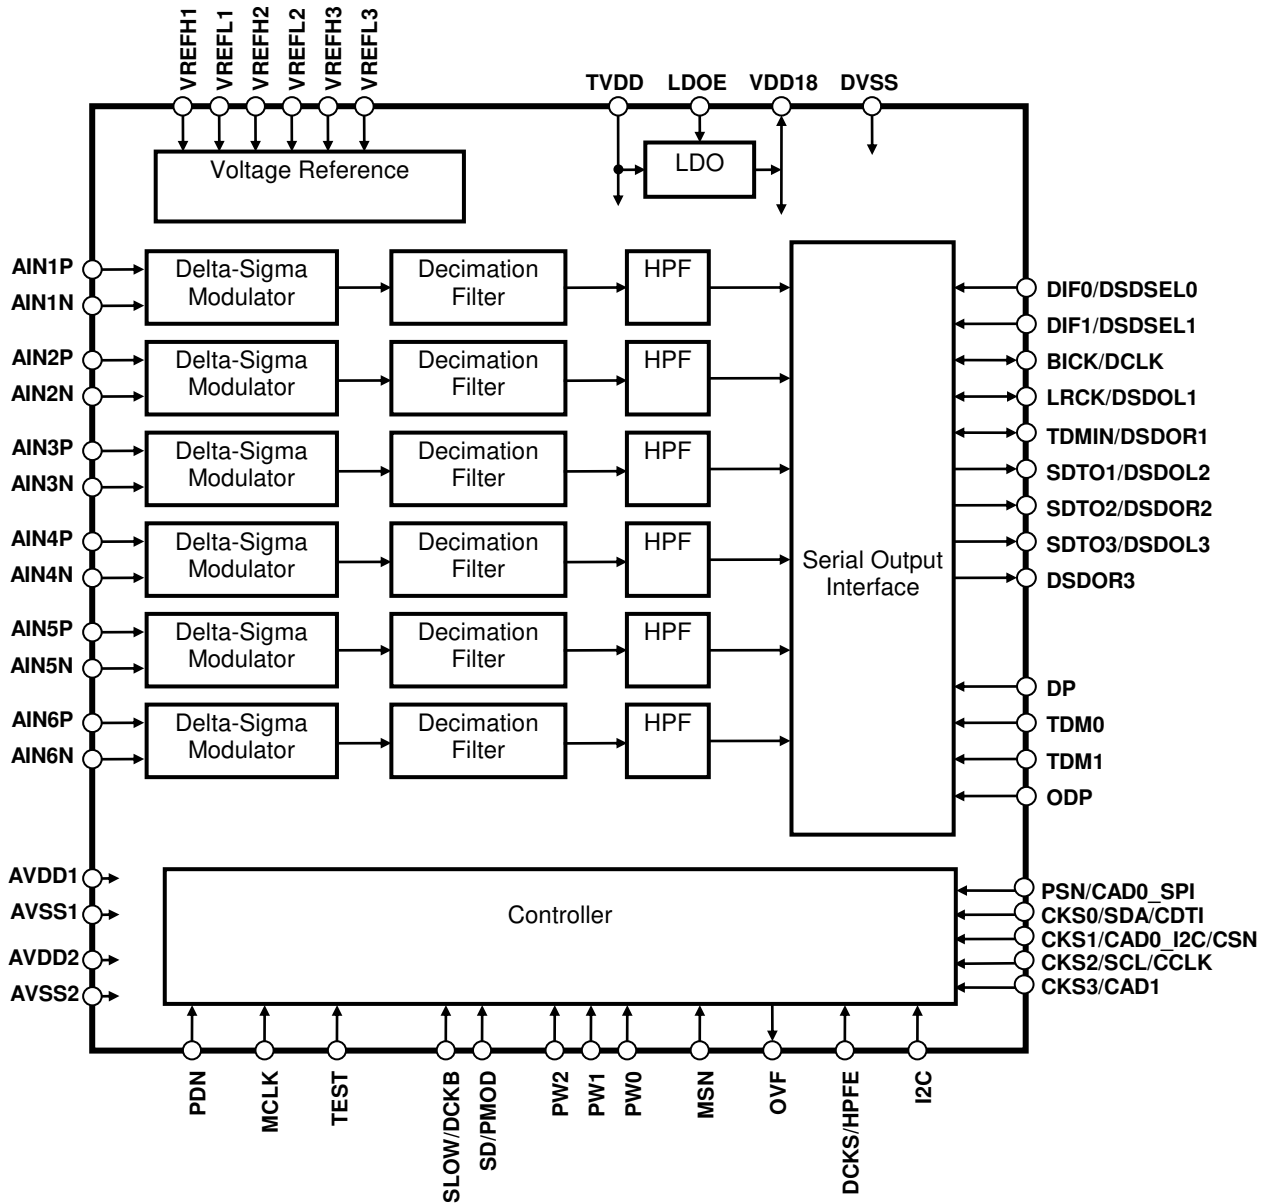 VREFH1
VREFL1
VREFH2
VREFL2
VREFH3
VREFL3
TVDD
LDOE
VDD18
DVSS
Voltage Reference
LDO
AIN1P
AIN1N
Delta-Sigma
Modulator
Decimation
Filter
HPF
AIN2P
AIN2N
Delta-Sigma
Modulator
Decimation
Filter
HPF
AIN3P
AIN3N
Delta-Sigma
Modulator
Decimation
Filter
HPF
AIN4P
AIN4N
Delta-Sigma
Modulator
Decimation
Filter
HPF
AIN5P
AIN5N
Delta-Sigma
Modulator
Decimation
Filter
HPF
AIN6P
AIN6N
Delta-Sigma
Modulator
Decimation
Filter
HPF
Serial Output
Interface
DIF0/DSDSEL0
DIF1/DSDSEL1
BICK/DCLK
LRCK/DSDOL1
TDMIN/DSDOR1
SDTO1/DSDOL2
SDTO2/DSDOR2
SDTO3/DSDOL3
DSDOR3
DP
TDM0
TDM1
ODP
AVDD1
AVSS1
AVDD2
AVSS2
Controller
PSN/CAD0_SPI
CKS0/SDA/CDTI
CKS1/CAD0_I2C/CSN
CKS2/SCL/CCLK
CKS3/CAD1
PDN
MCLK
TEST
SLOW/DCKB
SD/PMOD
PW2
PW1
PW0
MSN
OVF
DCKS/HPFE
I2C